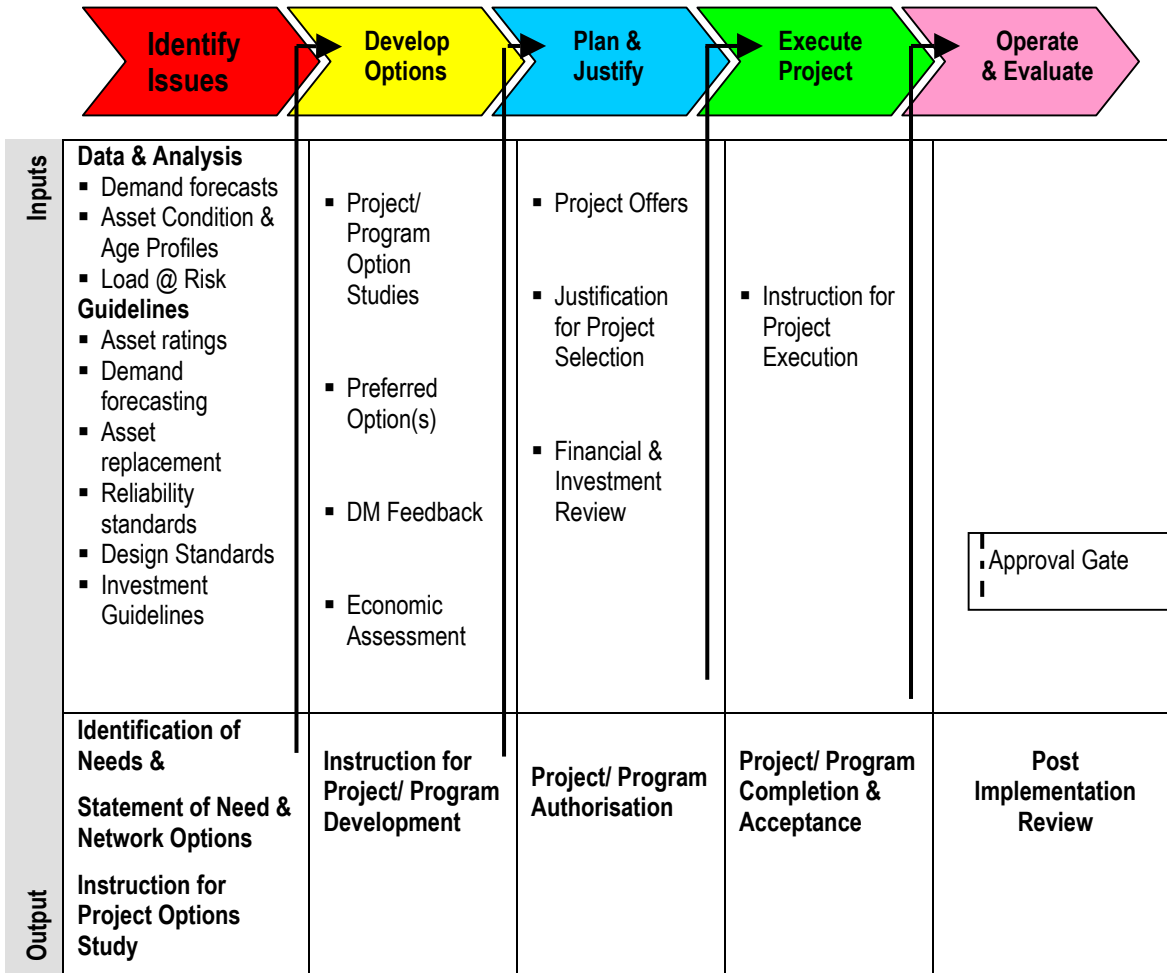 Identify
Issues
Develop
Options
Plan &
Justify
Execute
Project
Operate
& Evaluate
Inputs
Data & Analysis
▪ Demand forecasts
▪ Asset Condition &
Age Profiles
▪ Load @ Risk
Guidelines
▪ Asset ratings
▪ Demand
forecasting
▪ Asset
replacement
▪ Reliability
standards
▪ Design Standards
▪ Investment
Guidelines
▪ Project/
Program
Option
Studies
▪ Preferred
Option(s)
▪ DM Feedback
▪ Economic
Assessment
▪ Project Offers
▪ Justification
for Project
Selection
▪ Financial &
Investment
Review
▪ Instruction for
Project
Execution
Approval Gate
Output
Identification of
Needs &
Statement of Need &
Network Options
Instruction for
Project Options
Study
Instruction for
Project/ Program
Development
Project/ Program
Authorisation
Project/ Program
Completion &
Acceptance
Post
Implementation
Review